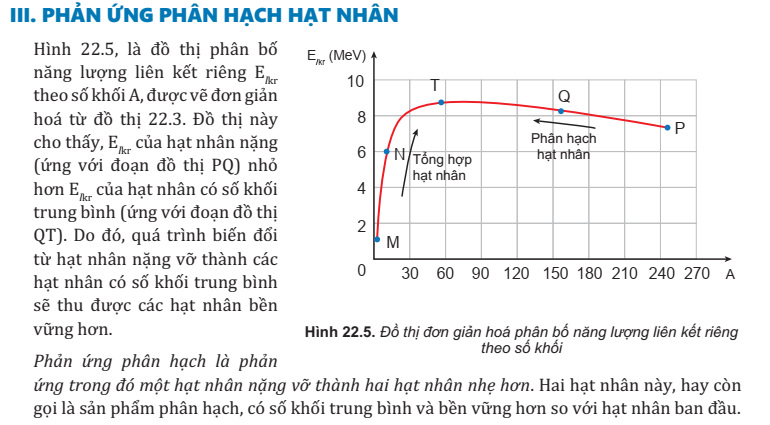 III. PHẢN ỨNG PHÂN HẠCH HẠT NHÂN
Hình 22.5, là đồ thị phân bố
năng lượng liên kết riêng Elkr
theo số khối A, được vẽ đơn giản
hoá từ đồ thị 22.3. Đồ thị này
cho thấy, Elkr của hạt nhân nặng
(ứng với đoạn đồ thị PQ) nhỏ
hơn Elkr của hạt nhân có số khối
trung bình (ứng với đoạn đồ thị
QT). Do đó, quá trình biến đổi
từ hạt nhân nặng vỡ thành các
hạt nhân có số khối trung bình
sẽ thu được các hạt nhân bền
vững hơn.
Elkr (MeV)
10
8
6
4
2
0
T
Q
P
N
M
Phân hạch
hạt nhân
Tổng hợp
hạt nhân
30 60 90 120 150 180 210 240 270 A
Hình 22.5. Đồ thị đơn giản hoá phân bố năng lượng liên kết riêng
theo số khối
Phản ứng phân hạch là phản
ứng trong đó một hạt nhân nặng vỡ thành hai hạt nhân nhẹ hơn. Hai hạt nhân này, hay còn
gọi là sản phẩm phân hạch, có số khối trung bình và bền vững hơn so với hạt nhân ban đầu.